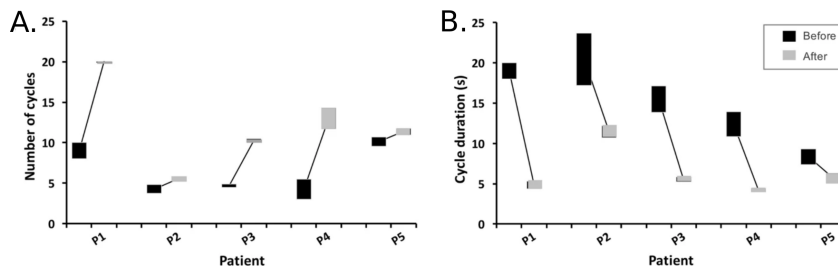 A.
25
20
15
10
5
0
Number of cycles
P1
P2
P3
P4
P5
Patient
B.
25
20
15
10
5
0
Cycle duration (s)
P1
P2
P3
P4
P5
Patient
Before
After